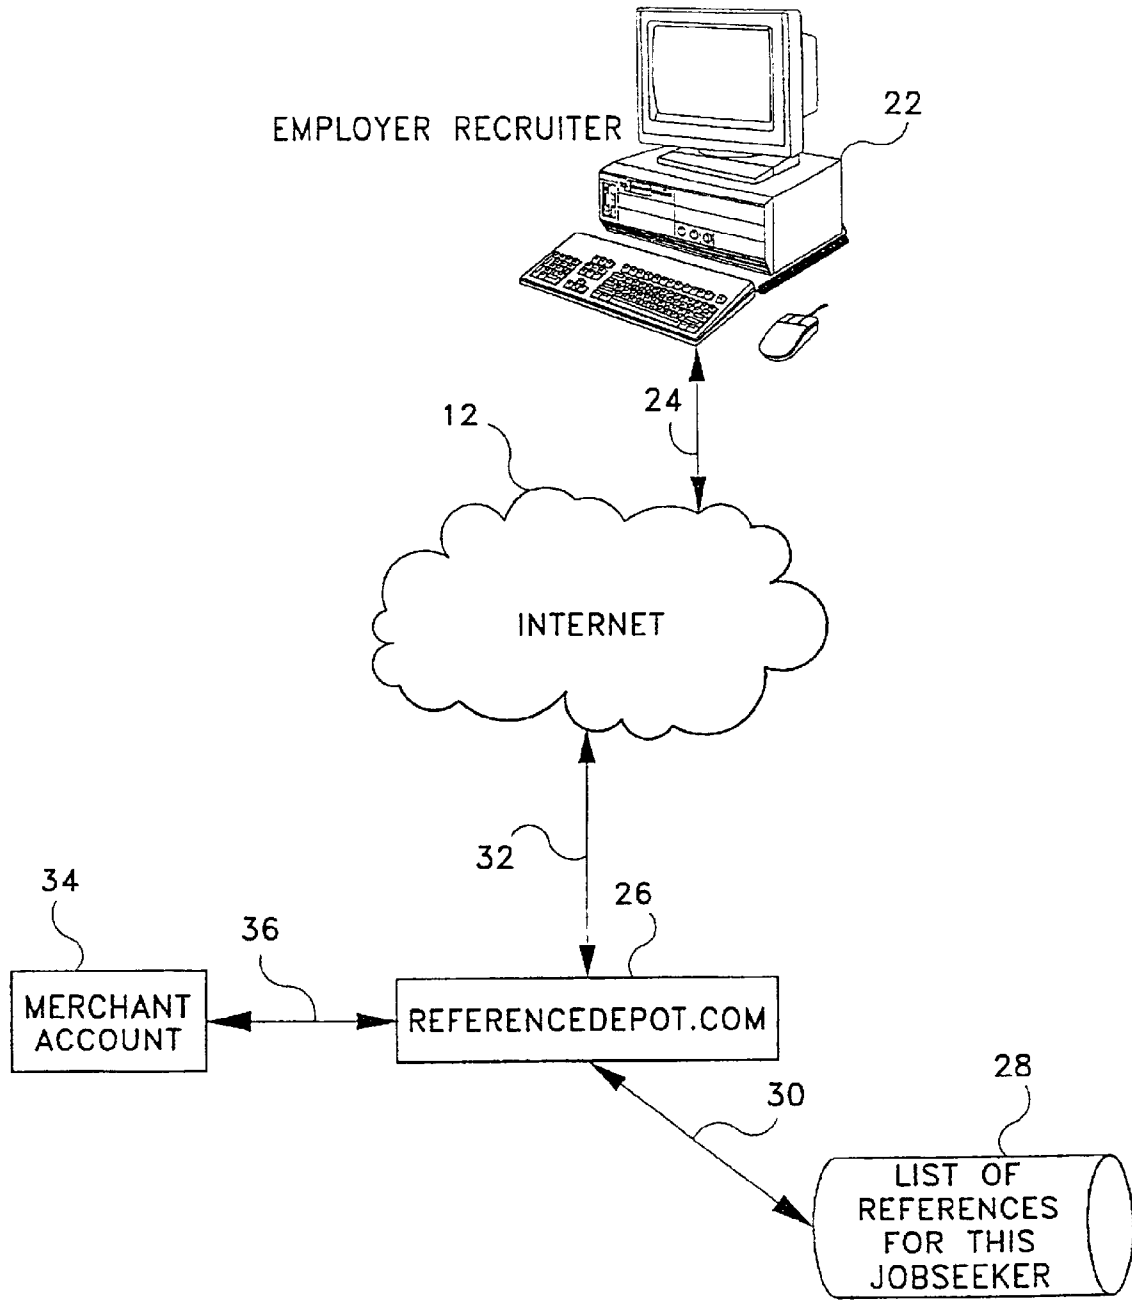 22
EMPLOYER RECRUITER
24
12
INTERNET
32
34
26
36
MERCHANT
ACCOUNT
REFERENCEDEPOT.COM
30
28
LIST OF
REFERENCES
FOR THIS
JOBSEEKER